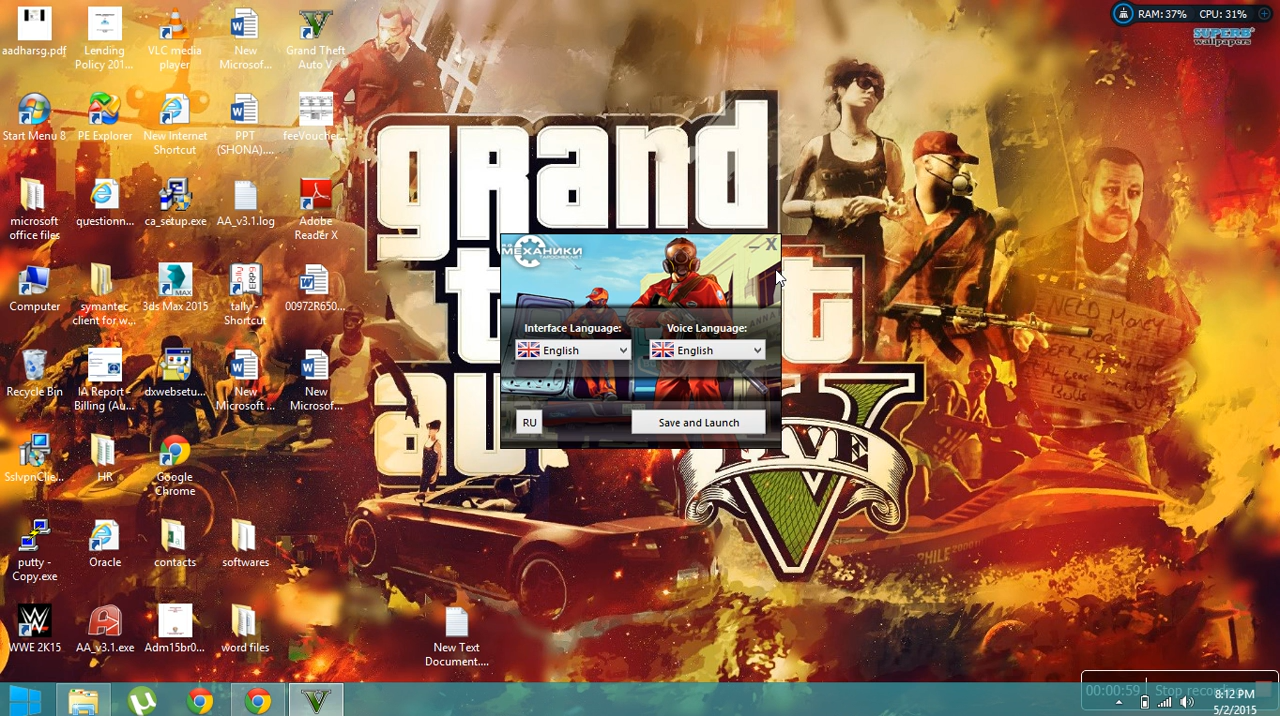 RAM: 37% CPU: 31%
SUPERB
wallpapers
aadharsg.pdf
Lending
Policy 201...
VLC media
player
New
Microsof...
Grand Theft
Auto V
Start Menu 8
PE Explorer
New Internet
Shortcut
PPT
(SHONA)....
feeVoucher...
microsoft
office files
questionn...
ca_setup.exe
AA_v3.1.log
Adobe
Reader X
Computer
symantec
client for w...
3ds Max 2015
tally -
Shortcut
00972R650...
Recycle Bin
IA Report -
Billing (Au...
dxwebsetu...
New
Microsoft ...
New
Microsof...
SslvpnClie...
HR
Google
Chrome
putty -
Copy.exe
Oracle
contacts
softwares
WWE 2K15
AA_v3.1.exe
Adm15br0...
word files
New Text
Document....
grand
МЕХАНИКИ
X
Interface Language:
Voice Language:
English
English
RU
Save and Launch
V
FIVE
00:00:59
8:12 PM
5/2/2015